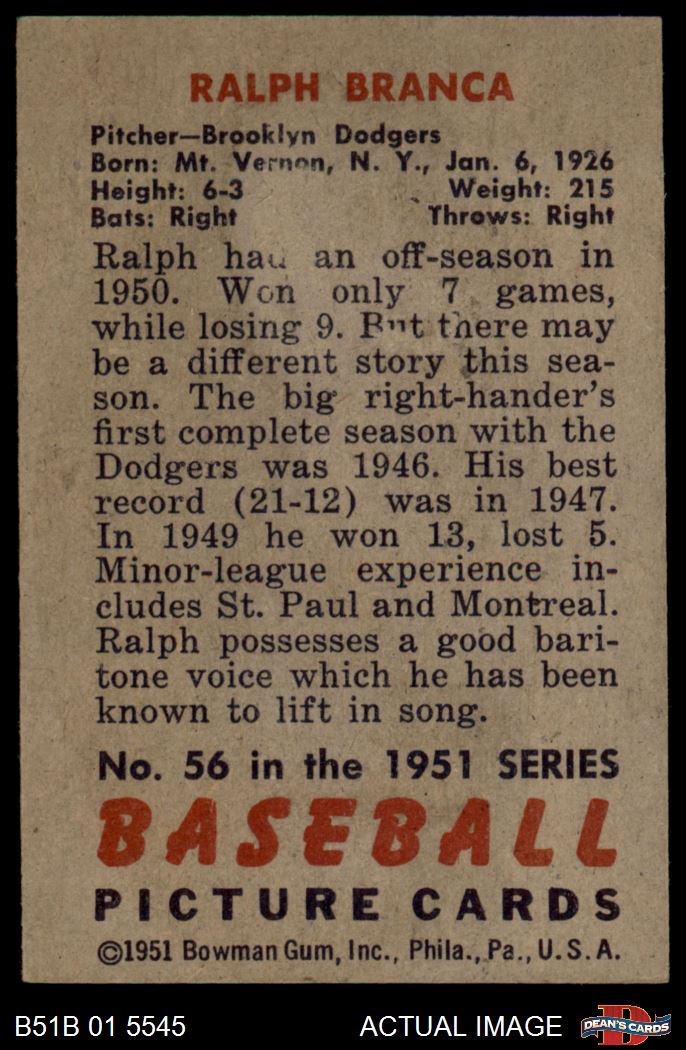 RALPH BRANCA
Pitcher—Brooklyn Dodgers
Born: Mt. Vernon, N. Y., Jan. 6, 1926
Height: 6-3 Weight: 215
Bats: Right Throws: Right
Ralph had an off-season in
1950. Won only 7 games,
while losing 9. But there may
be a different story this sea-
son. The big right-hander's
first complete season with the
Dodgers was 1946. His best
record (21-12) was in 1947.
In 1949 he won 13, lost 5.
Minor-league experience in-
cludes St. Paul and Montreal.
Ralph possesses a good bari-
tone voice which he has been
known to lift in song.
No. 56 in the 1951 SERIES
BASEBALL
PICTURE CARDS
©1951 Bowman Gum, Inc., Phila., Pa., U.S.A.
B51B 01 5545 ACTUAL IMAGE D DEAN'S CARDS